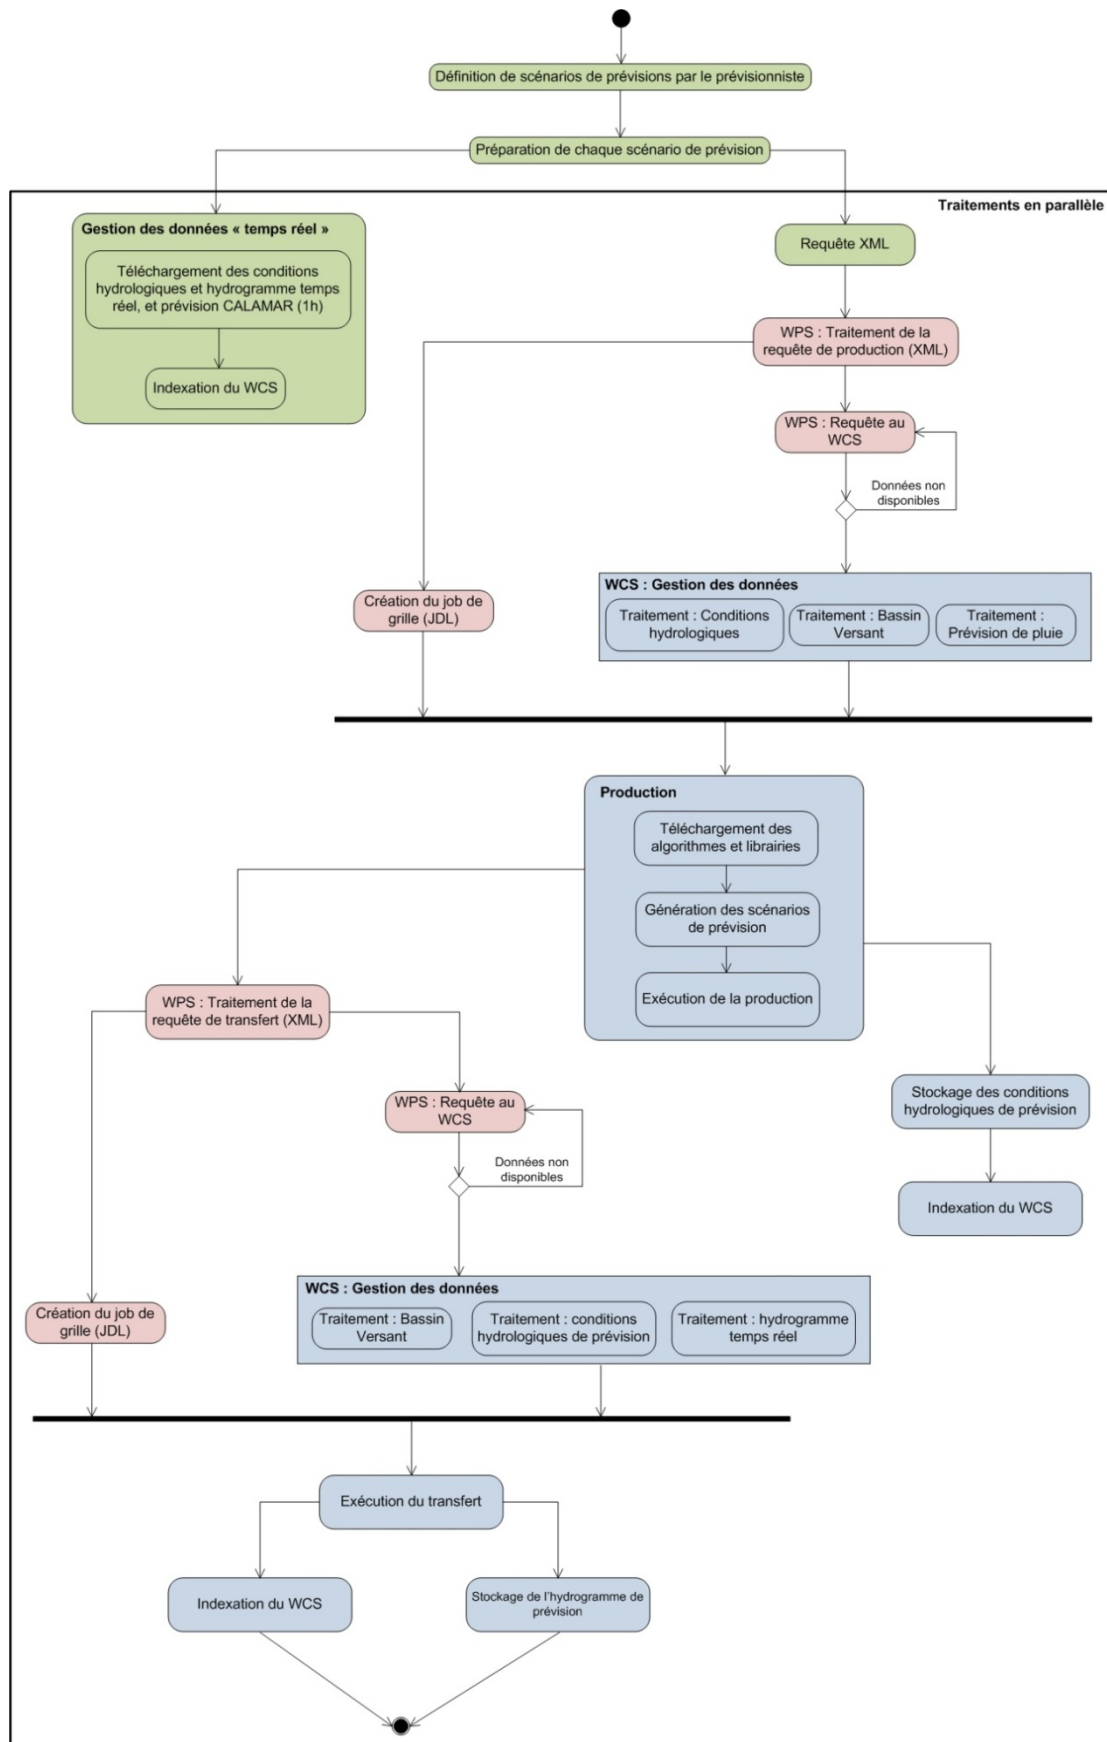 Définition de scénarios de prévisions par le prévisionniste
Préparation de chaque scénario de prévision
Traitements en parallèle
Gestion des données « temps réel »
Téléchargement des conditions
hydrologiques et hydrogramme temps
réel, et prévision CALAMAR (1h)
Indexation du WCS
Requête XML
WPS : Traitement de la
requête de production (XML)
WPS : Requête au
WCS
Données non
disponibles
Création du job de
grille (JDL)
WCS : Gestion des données
Traitement : Conditions
hydrologiques
Traitement : Bassin
Versant
Traitement :
Prévision de pluie
Production
Téléchargement des
algorithmes et librairies
Génération des scénarios
de prévision
Exécution de la production
WPS : Traitement de la
requête de transfert (XML)
WPS : Requête au
WCS
Données non
disponibles
Stockage des conditions
hydrologiques de prévision
Indexation du WCS
Création du job de
grille (JDL)
WCS : Gestion des données
Traitement : Bassin
Versant
Traitement : conditions
hydrologiques de prévision
Traitement : hydrogramme
temps réel
Exécution du transfert
Indexation du WCS
Stockage de l'hydrogramme de
prévision